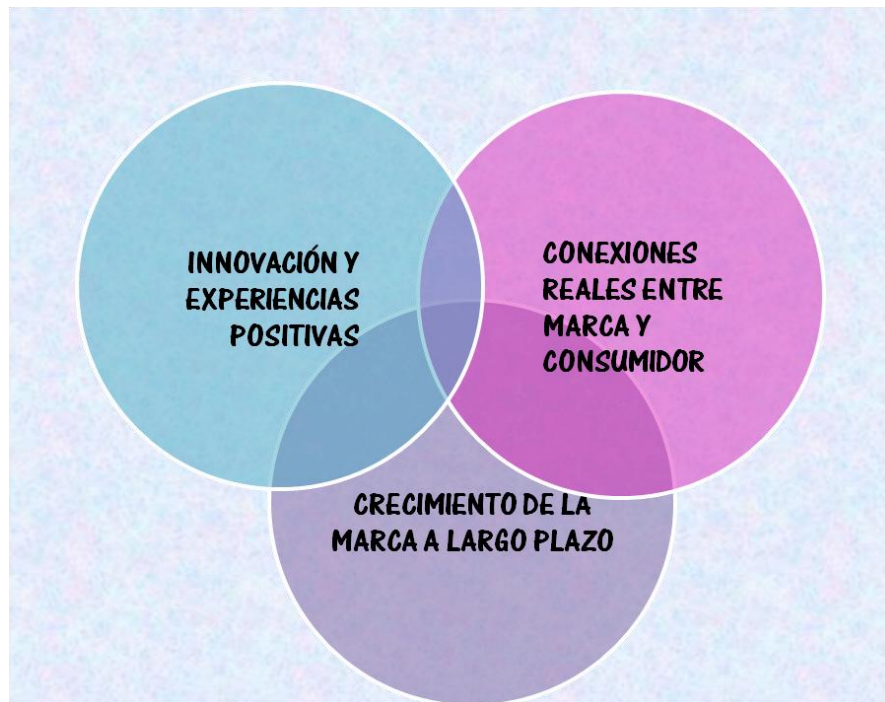 INNOVACIÓN Y
EXPERIENCIAS
POSITIVAS
CONEXIONES
REALES ENTRE
MARCA Y
CONSUMIDOR
CRECIMIENTO DE LA
MARCA A LARGO PLAZO